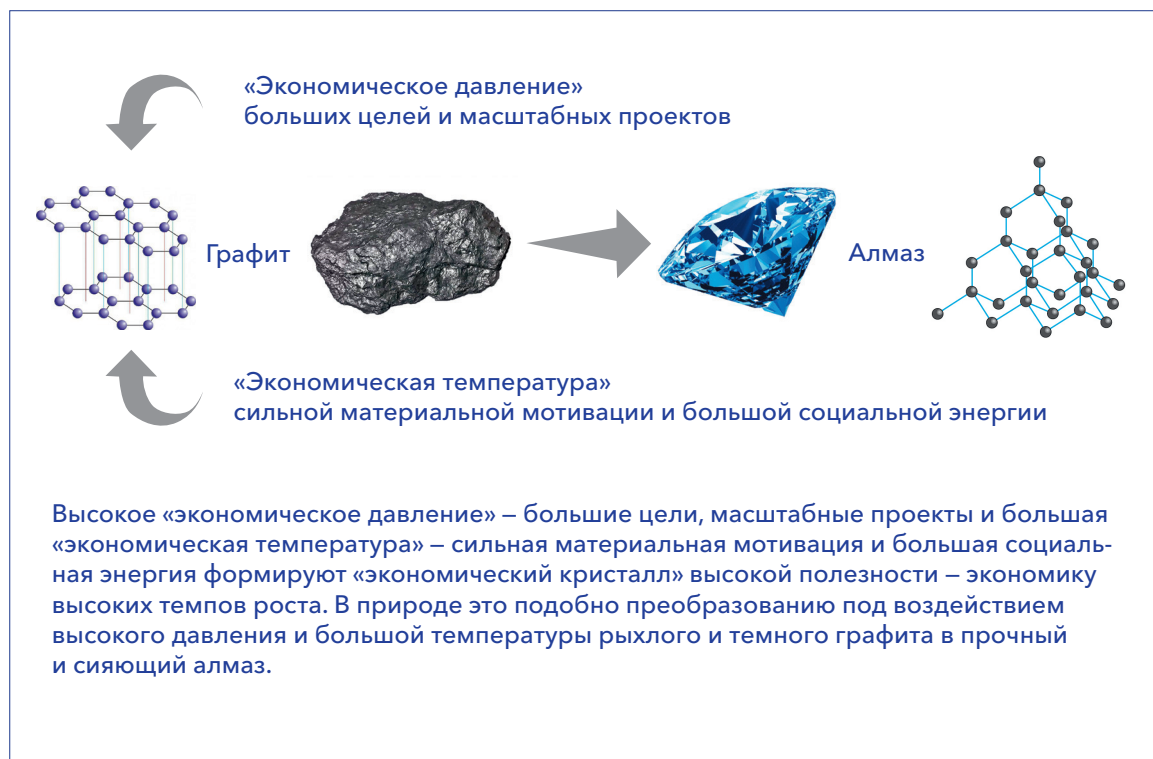 «Экономическое давление»
больших целей и масштабных проектов
Графит
Алмаз
«Экономическая температура»
сильной материальной мотивации и большой социальной энергии
Высокое «экономическое давление» – большие цели, масштабные проекты и большая
«экономическая температура» – сильная материальная мотивация и большая социаль-
ная энергия формируют «экономический кристалл» высокой полезности – экономику
высоких темпов роста. В природе это подобно преобразованию под воздействием
высокого давления и большой температуры рыхлого и темного графита в прочный
и сияющий алмаз.